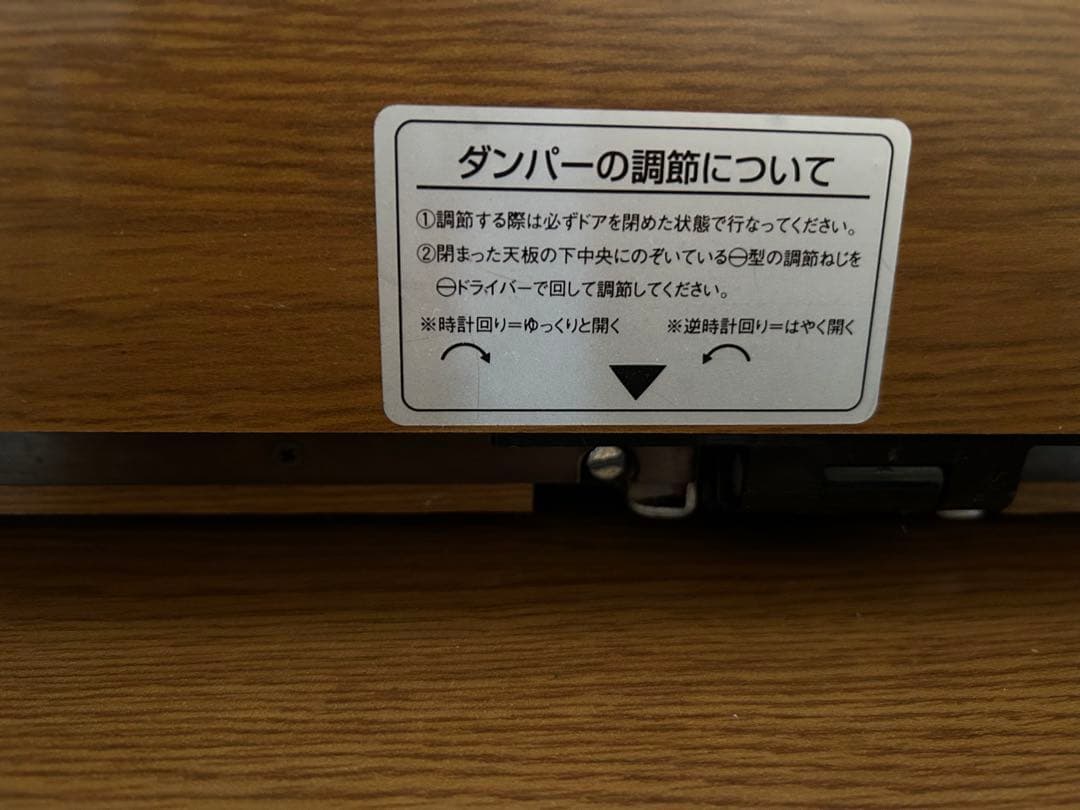 ダンパーの調節について
①調節する際は必ずドアを閉めた状態で行なってください。
②閉まった天板の下中央にのぞいている⊖型の調節ねじを
⊖ドライバーで回して調節してください。
※時計回り=ゆっくりと開く ※逆時計回り=はやく開く